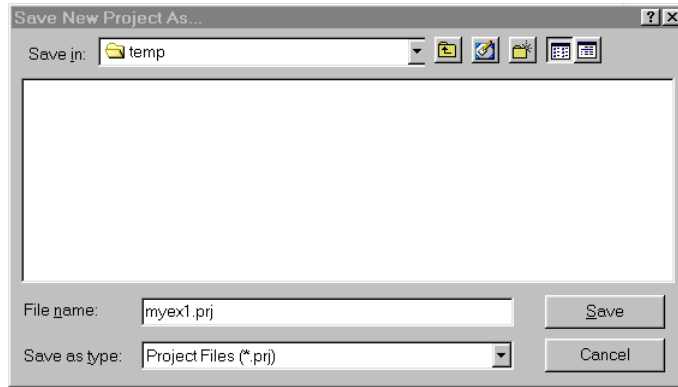 Save New Project As...
Save in: temp
File name: myex1.prj Save
Save as type: Project Files (*.prj) Cancel